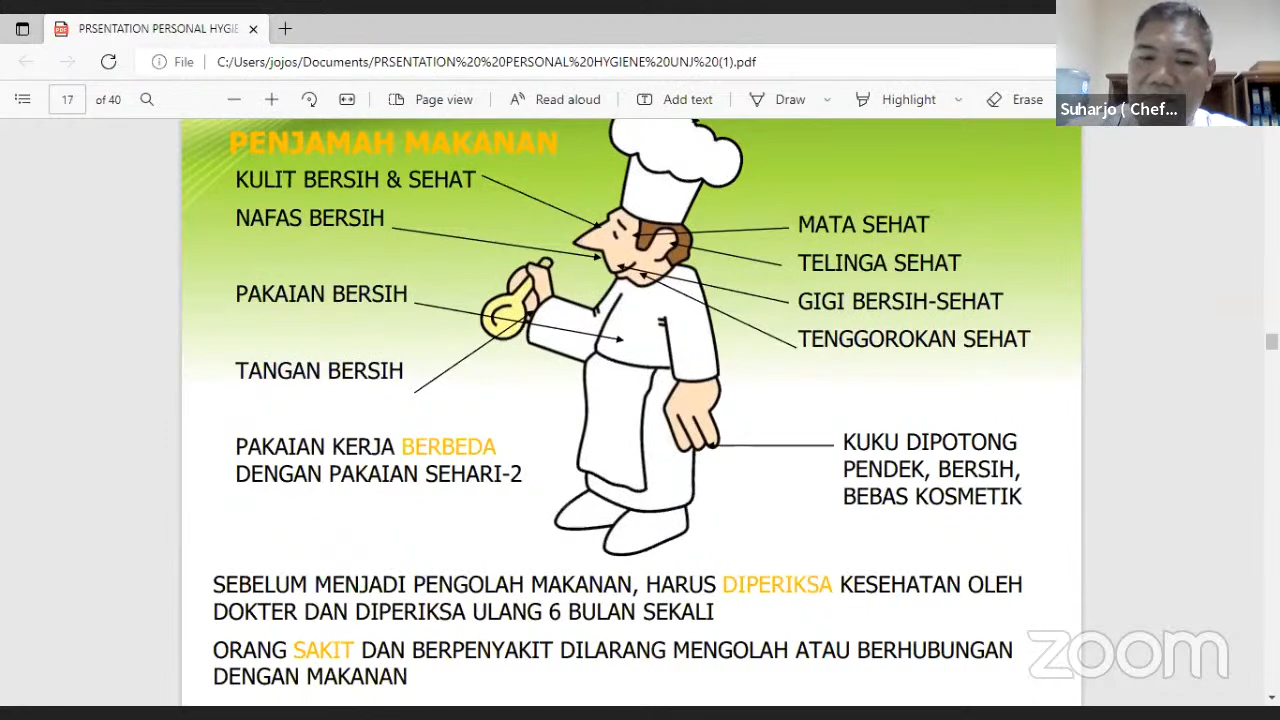 PRSENTATION PERSONAL HYGIE
File
C:/Users/jojos/Documents/PRSENTATION%20%20PERSONAL%20HYGIENE%20UNJ%20(1).pdf
17 of 40
Page view
Read aloud
Add text
Draw
Highlight
Erase
Suharjo ( Chef...
PENJAMAH MAKANAN
KULIT BERSIH & SEHAT
NAFAS BERSIH
PAKAIAN BERSIH
TANGAN BERSIH
PAKAIAN KERJA BERBEDA
DENGAN PAKAIAN SEHARI-2
MATA SEHAT
TELINGA SEHAT
GIGI BERSIH-SEHAT
TENGGOROKAN SEHAT
KUKU DIPOTONG
PENDEK, BERSIH,
BEBAS KOSMETIK
SEBELUM MENJADI PENGOLAH MAKANAN, HARUS DIPERIKSA KESEHATAN OLEH
DOKTER DAN DIPERIKSA ULANG 6 BULAN SEKALI
ORANG SAKIT DAN BERPENYAKIT DILARANG MENGOLAH ATAU BERHUBUNGAN
DENGAN MAKANAN
zoom